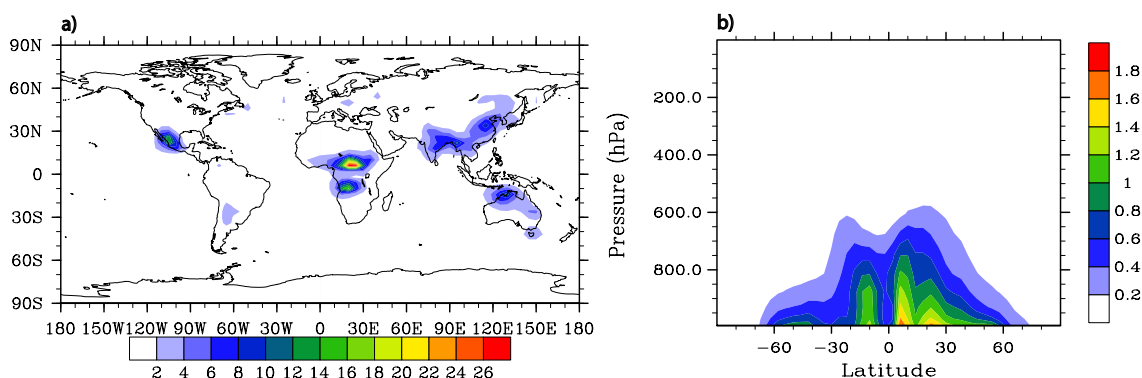 a)
90N
60N
30N
0
30S
60S
90S
180 150W 120W 90W 60W 30W 0 30E 60E 90E 120E 150E 180
2 4 6 8 10 12 14 16 18 20 22 24 26
b)
Pressure (hPa)
200.0
400.0
600.0
800.0
−60 −30 0 30 60
Latitude
1.8
1.6
1.4
1.2
1
0.8
0.6
0.4
0.2